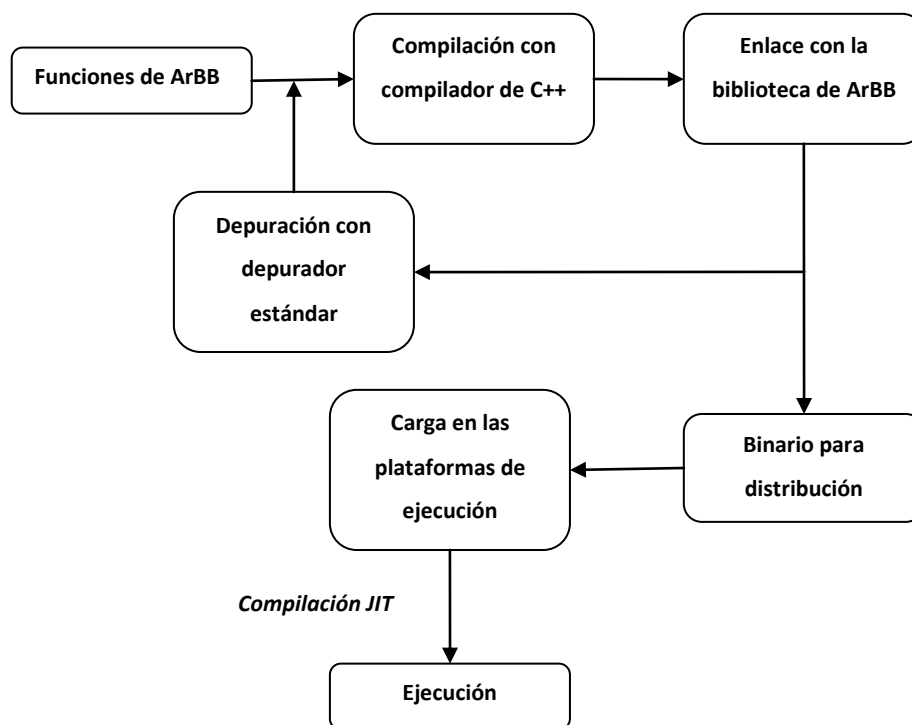 Funciones de ArBB
Compilación con
compilador de C++
Enlace con la
biblioteca de ArBB
Depuración con
depurador
estándar
Carga en las
plataformas de
ejecución
Binario para
distribución
Compilación JIT
Ejecución